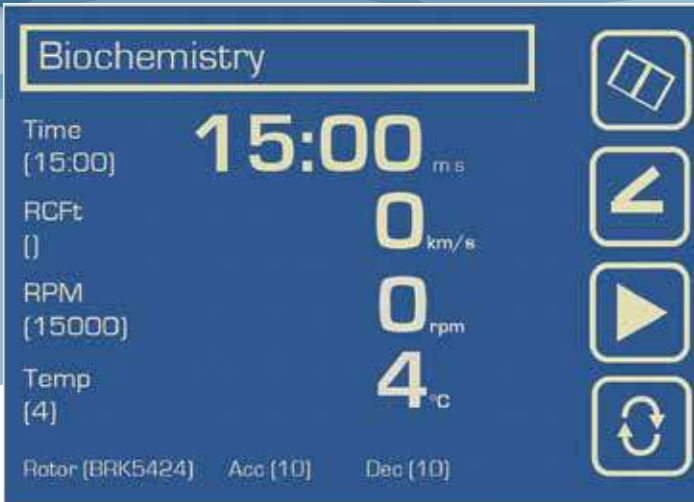 Biochemistry
Time
(15:00)
15:00 m s
RCFt
()
0 km/s
RPM
(15000)
0 rpm
Temp
(4)
4 °C
Rotor (BRK5424) Acc (10) Dec (10)